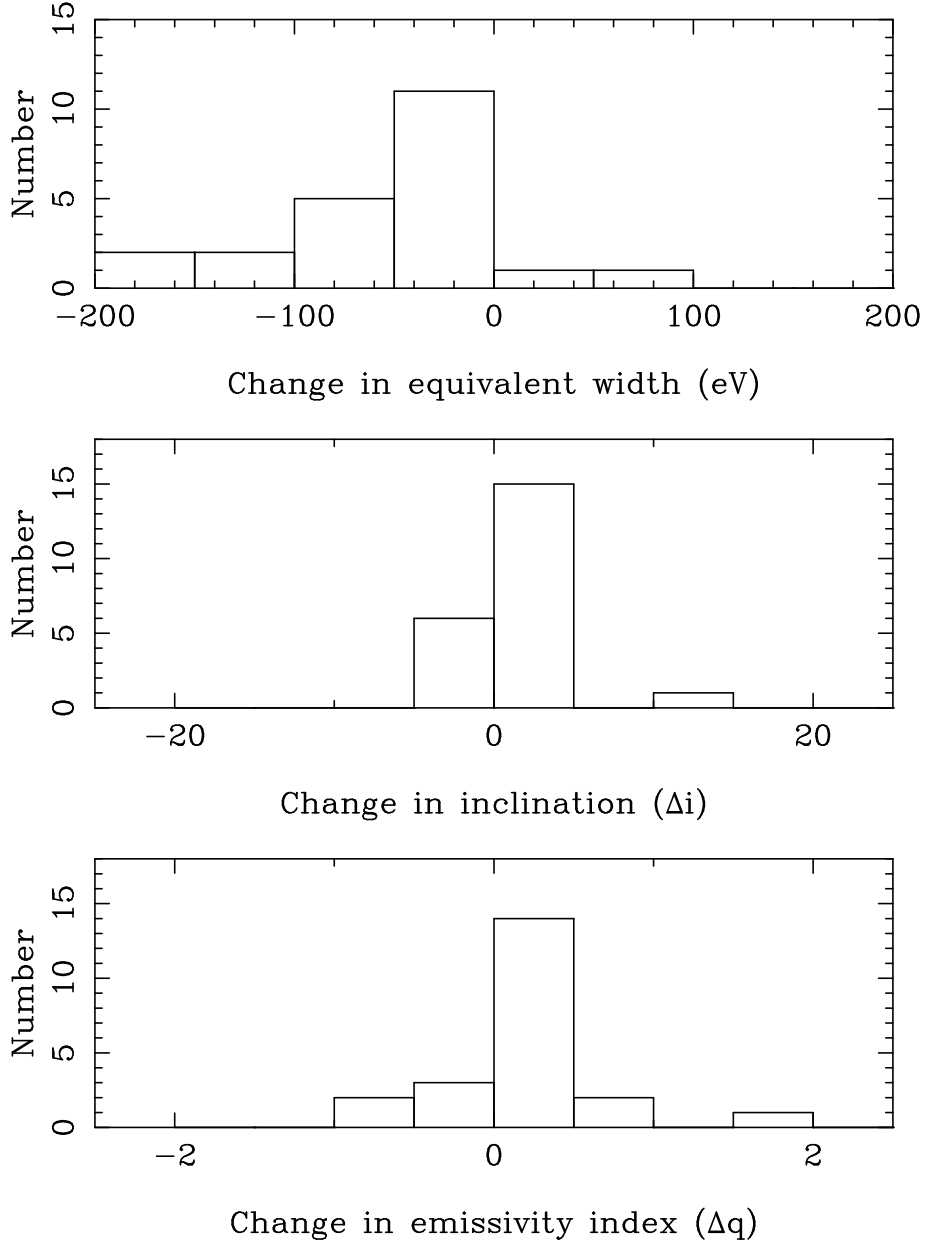 Number
15
10
5
0
−200 −100 0 100 200
Change in equivalent width (eV)
Number
15
10
5
0
−20 0 20
Change in inclination (Δi)
Number
15
10
5
0
−2 0 2
Change in emissivity index (Δq)